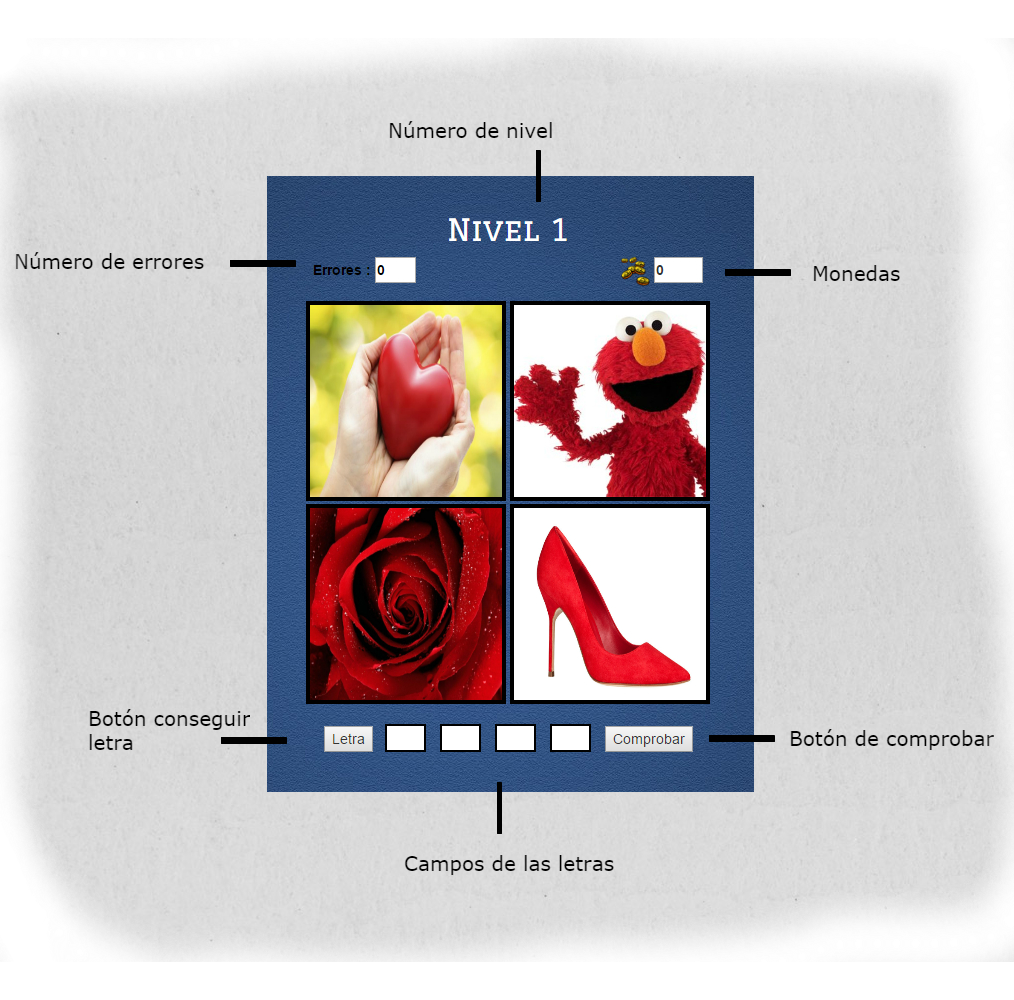 Número de nivel
Nivel 1
Número de errores
Errores : 0
0
Monedas
Botón conseguir
letra
Letra
Comprobar
Botón de comprobar
Campos de las letras